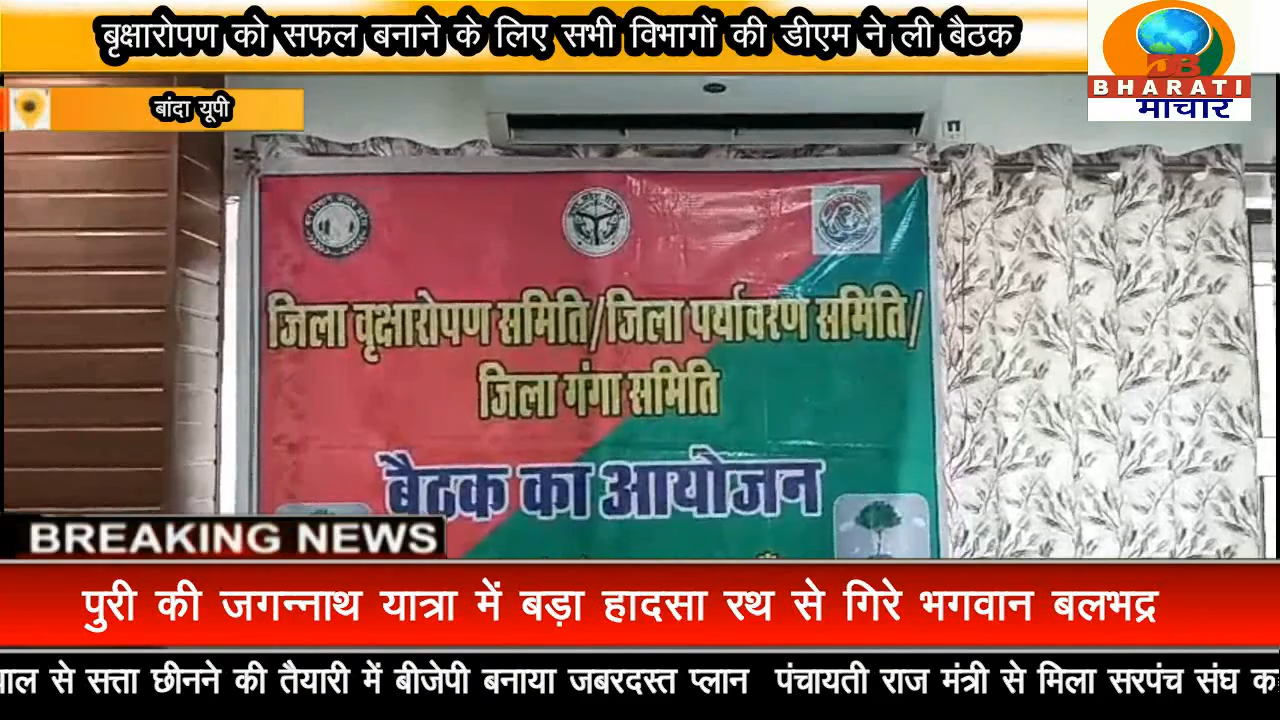 बृक्षारोपण को सफल बनाने के लिए सभी विभागों की डीएम ने ली बैठक
BHARATI
माचार
बांदा यूपी
जिला वृक्षारोपण समिति/जिला पर्यावरण समिति/
जिला गंगा समिति
बैठक का आयोजन
BREAKING NEWS
पुरी की जगन्नाथ यात्रा में बड़ा हादसा रथ से गिरे भगवान बलभद्र
से सत्ता छीनने की तैयारी में बीजेपी बनाया जबरदस्त प्लान पंचायती राज मंत्री से मिला सरपंच संघ